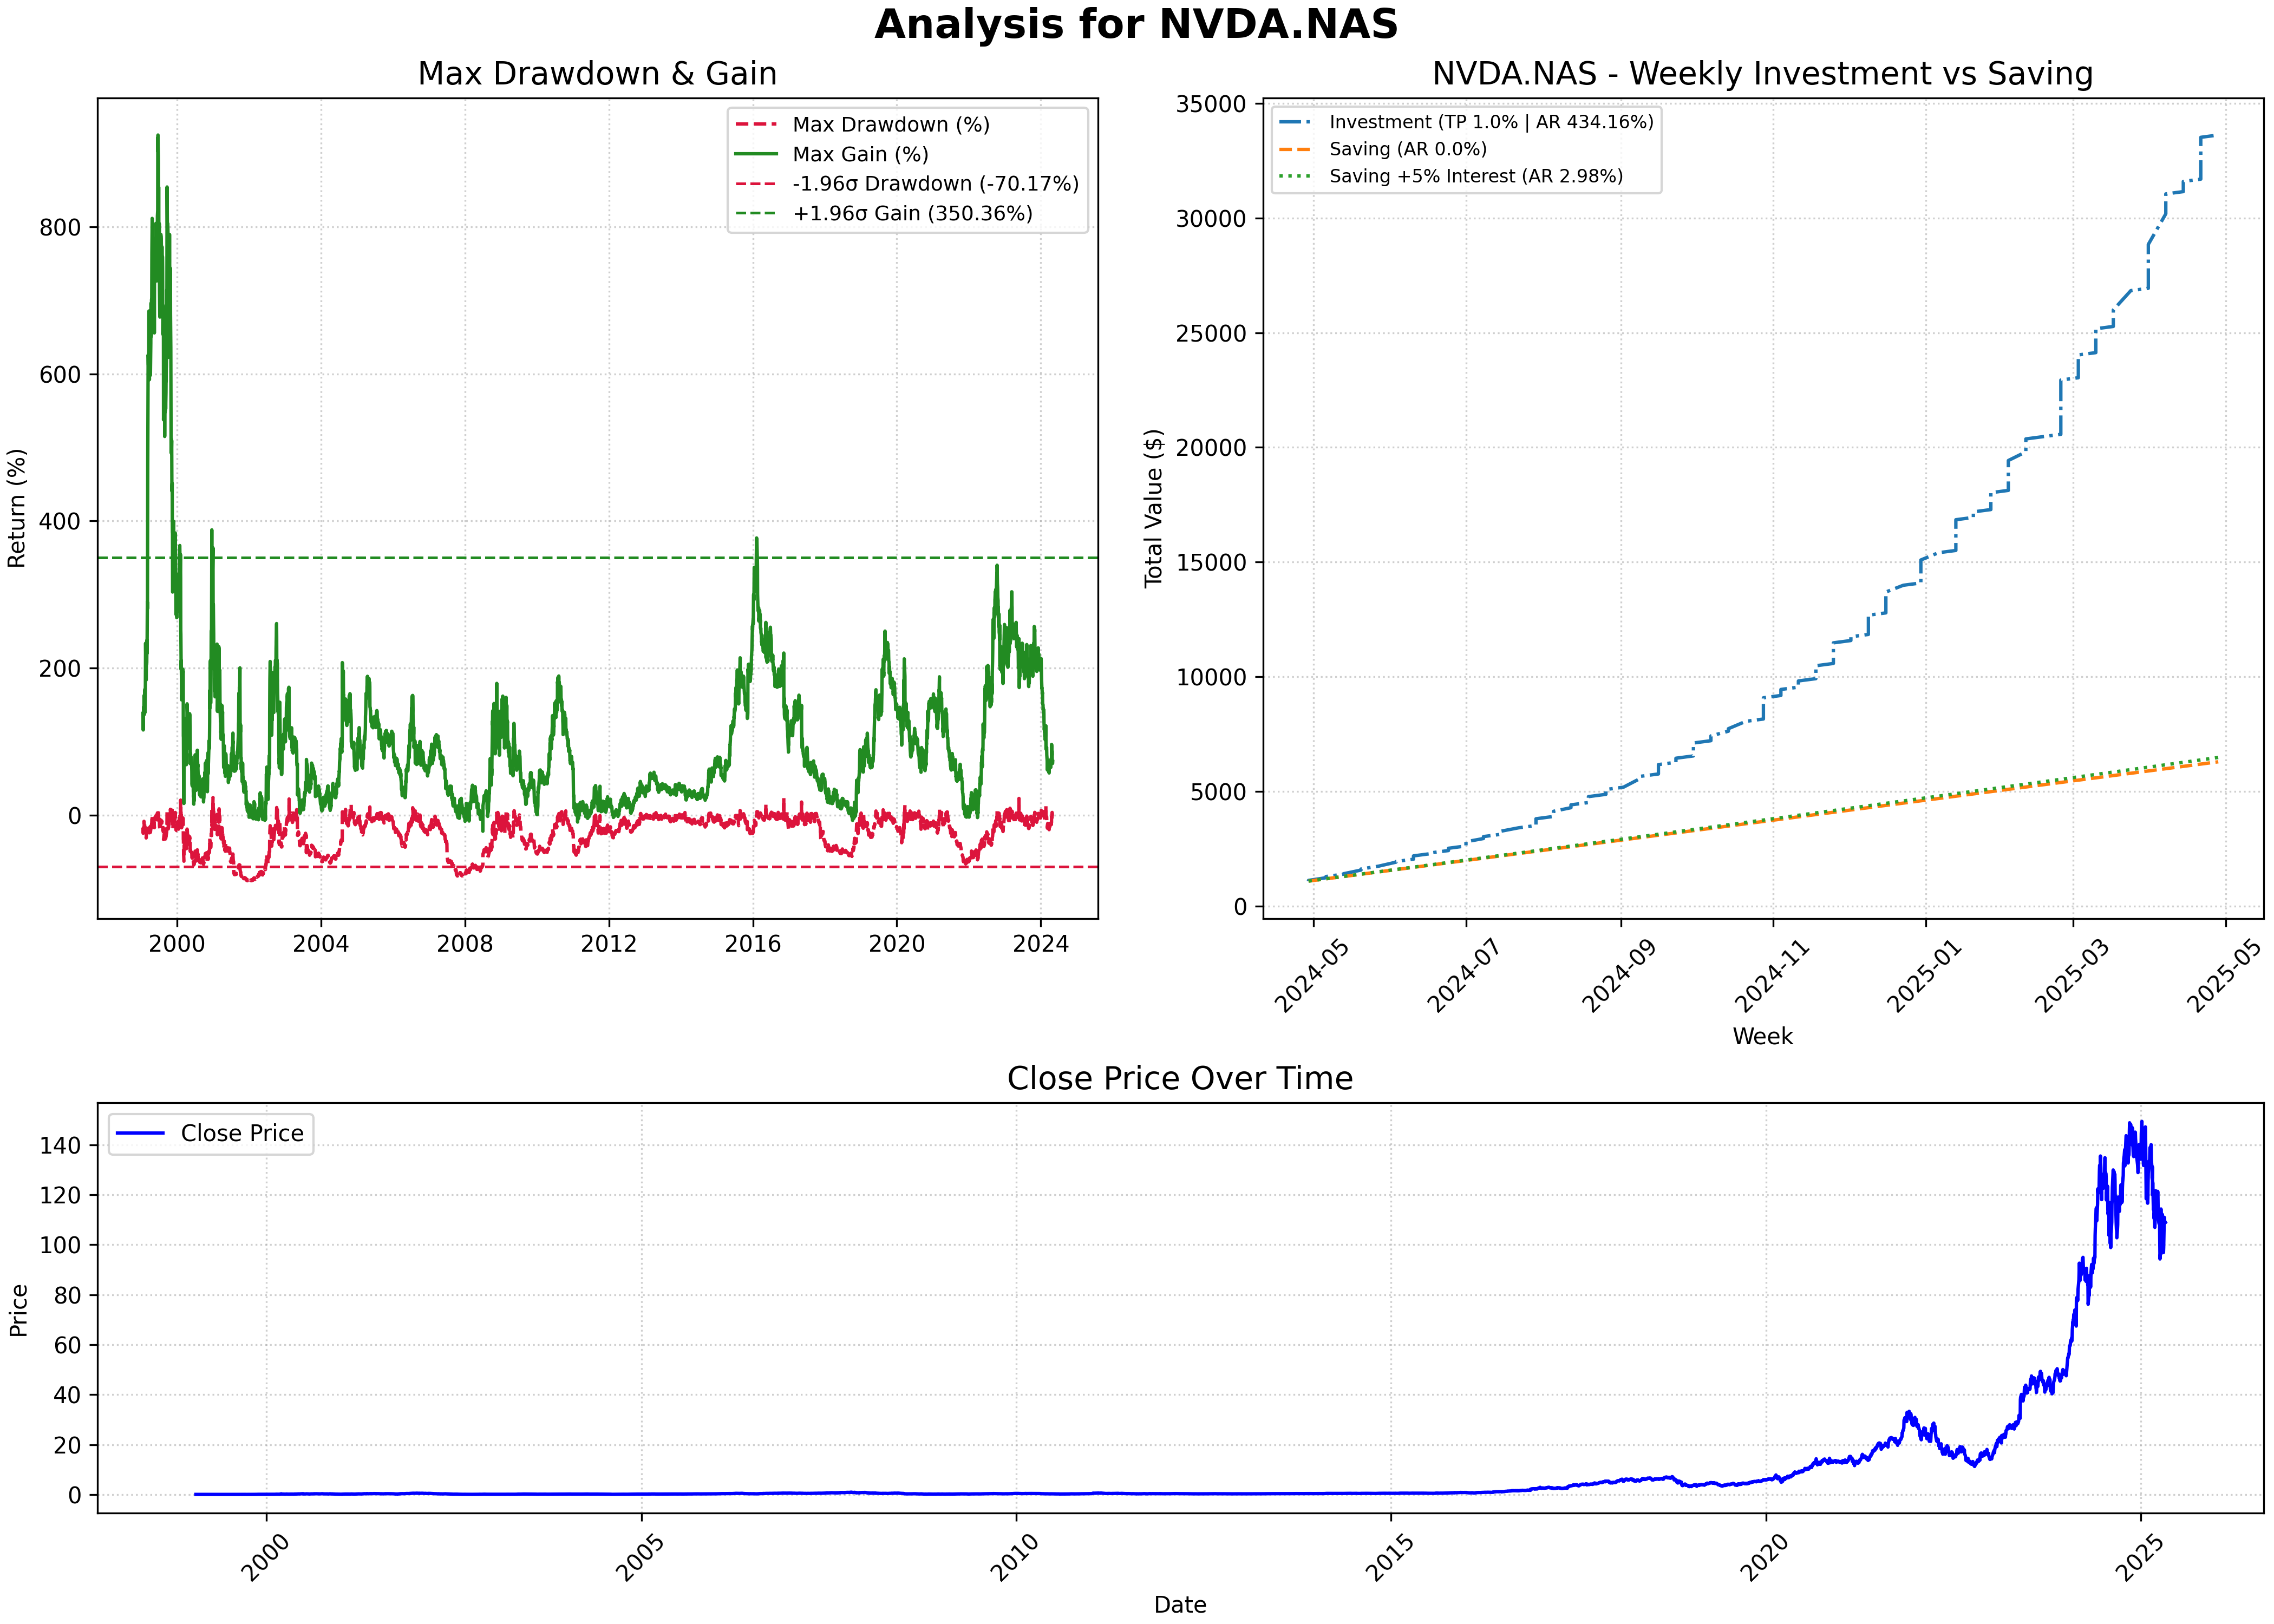 Analysis for NVDA.NAS
Max Drawdown & Gain
Return (%)
800
600
400
200
0
2000 2004 2008 2012 2016 2020 2024
Max Drawdown (%)
Max Gain (%)
-1.96σ Drawdown (-70.17%)
+1.96σ Gain (350.36%)
NVDA.NAS - Weekly Investment vs Saving
Total Value ($)
35000
30000
25000
20000
15000
10000
5000
0
Investment (TP 1.0% | AR 434.16%)
Saving (AR 0.0%)
Saving +5% Interest (AR 2.98%)
2024-05 2024-07 2024-09 2024-11 2025-01 2025-03 2025-05
Week
Close Price Over Time
Price
140
120
100
80
60
40
20
0
Close Price
2000 2005 2010 2015 2020 2025
Date